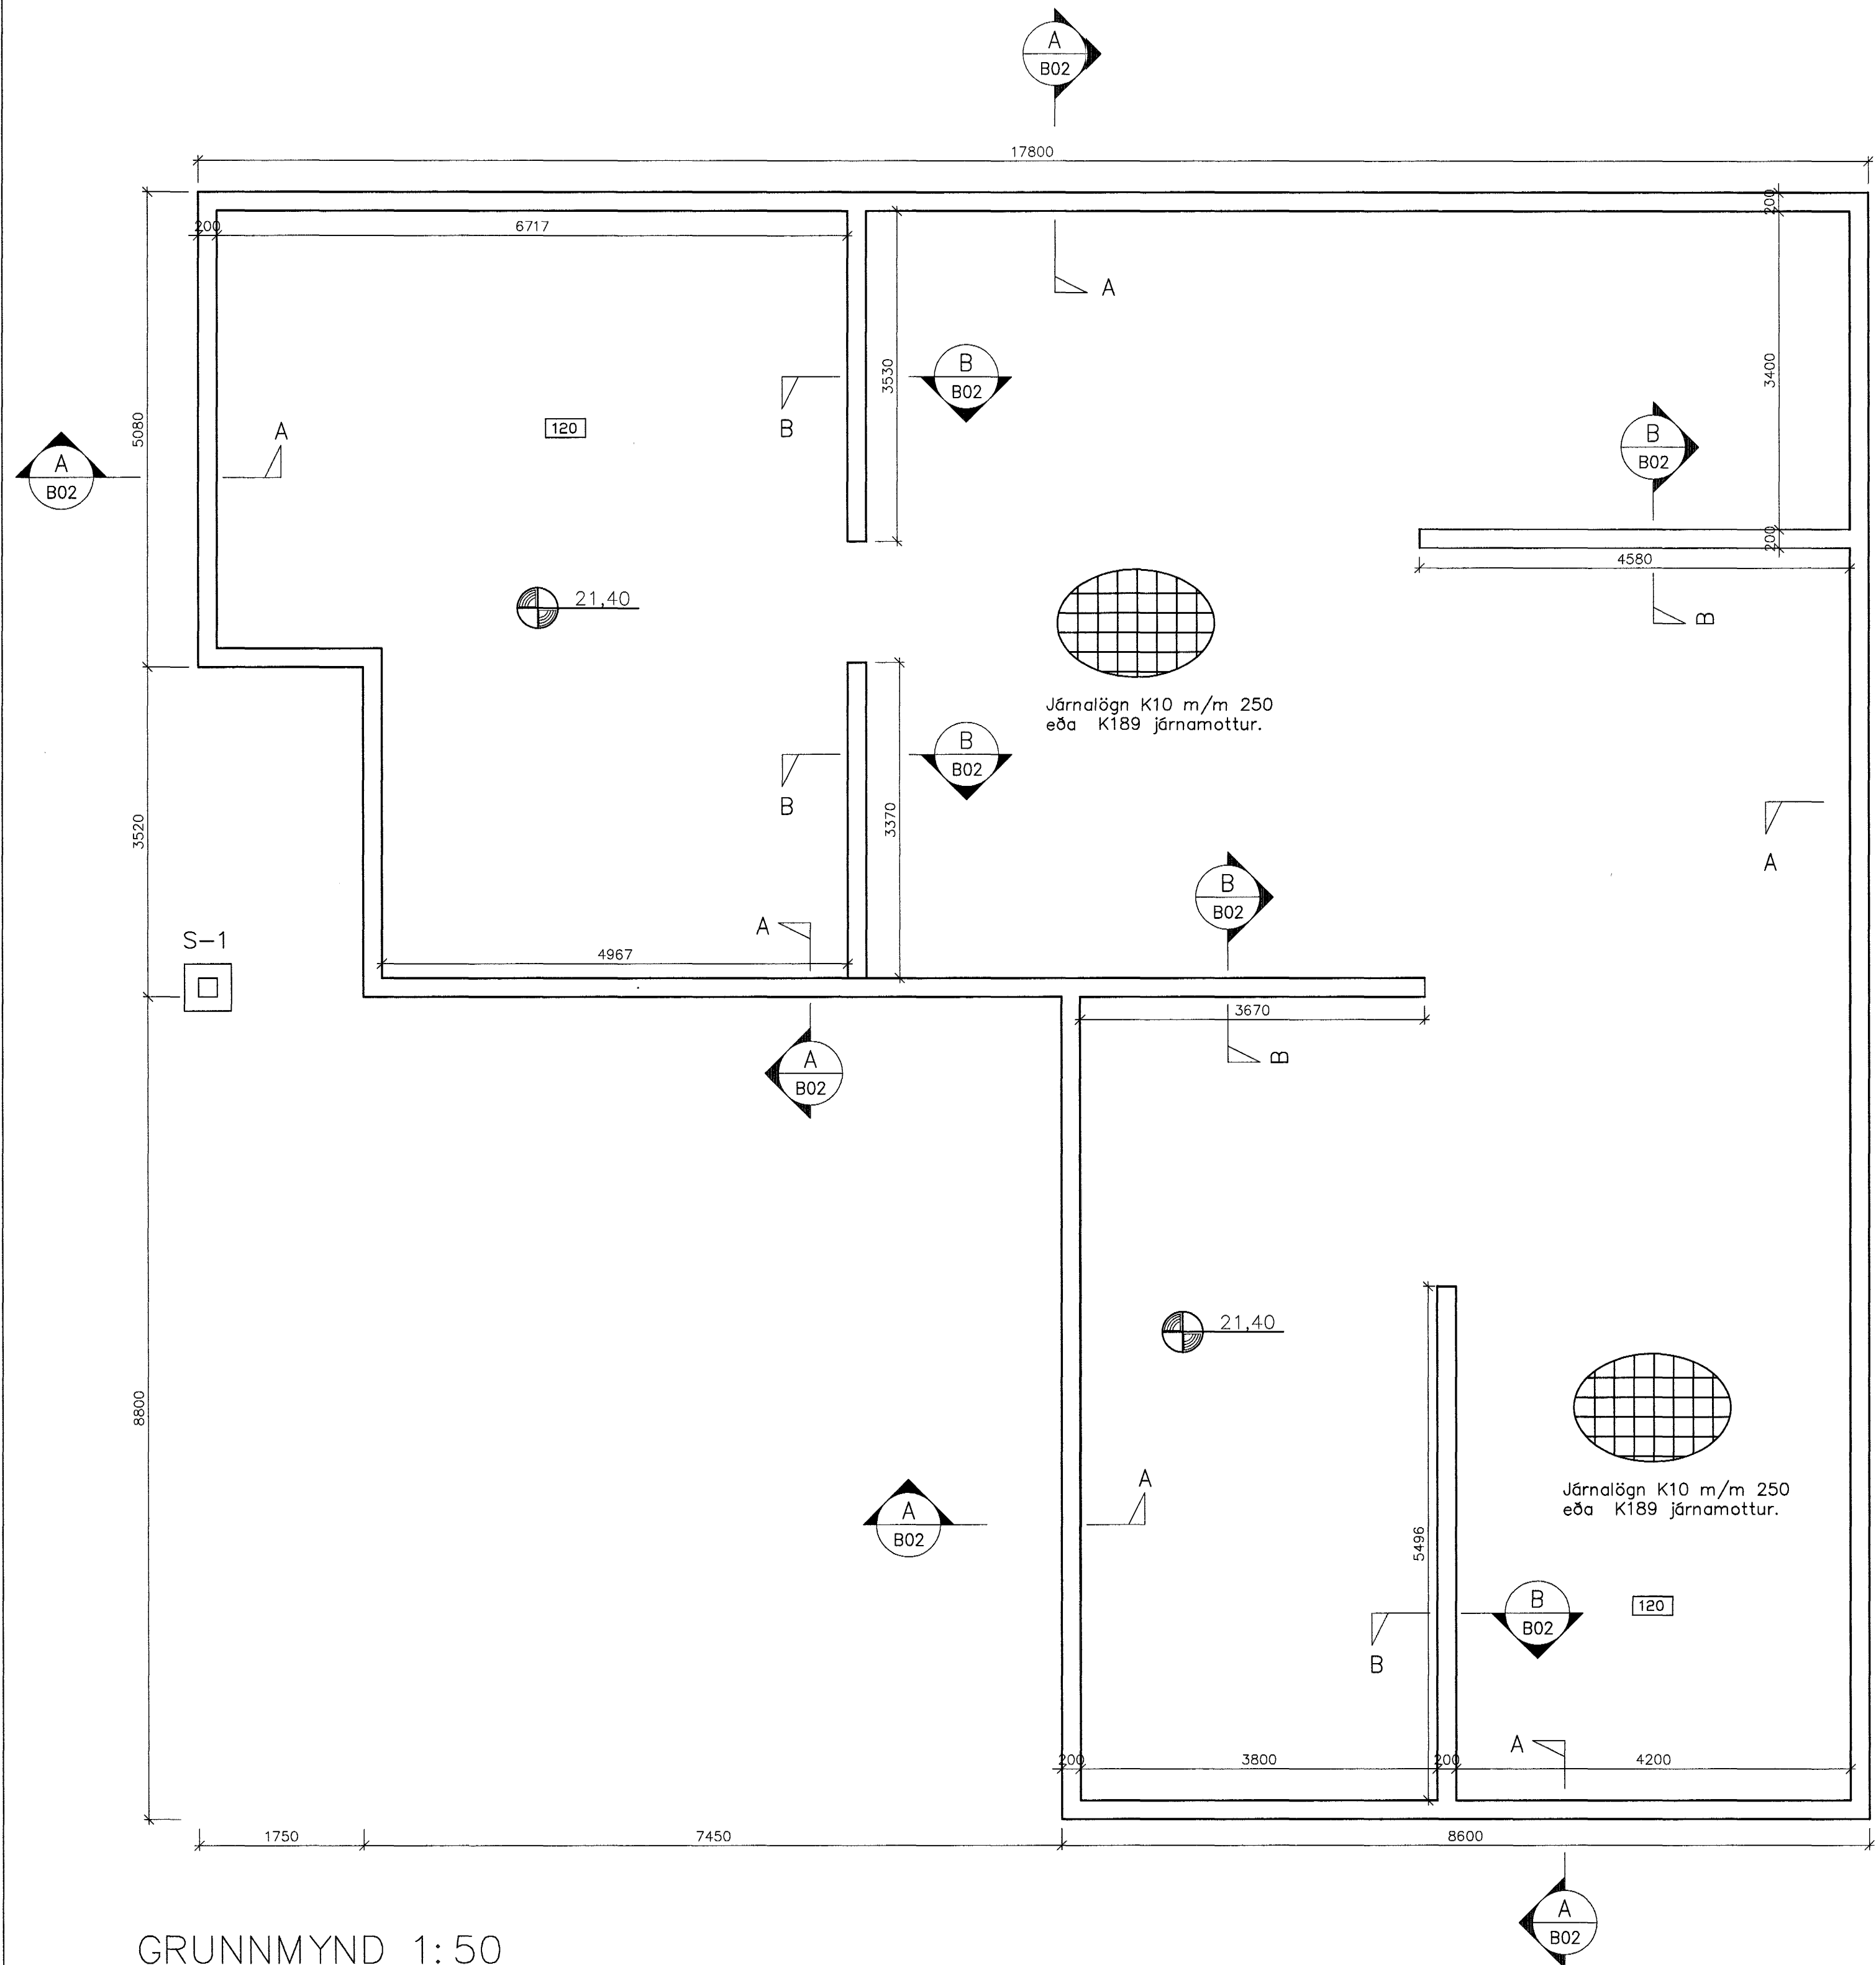 A
B02
17800
200
200
6717
A
3530
3400
B
B02
B
5080
A
120
B
B02
A
B02
200
4580
21,40
B
Járnalögn K10 m/m 250
eða K189 járnamottur.
B
B02
B
3520
3370
A
B
B02
A
S-1
4967
3670
B
A
B02
21,40
8800
A
Járnalögn K10 m/m 250
eða K189 járnamottur.
A
B02
5496
B
B02
120
B
A
200
3800
200
4200
1750
7450
8600
A
B02
GRUNNMYND 1:50